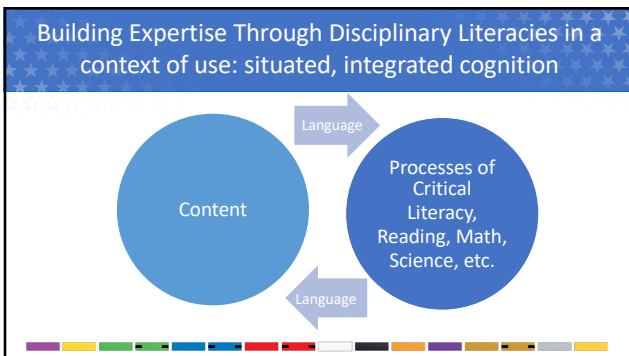 Building Expertise Through Disciplinary Literacies in a
context of use: situated, integrated cognition
Language
Content
Processes of
Critical
Literacy,
Reading, Math,
Science, etc.
Language